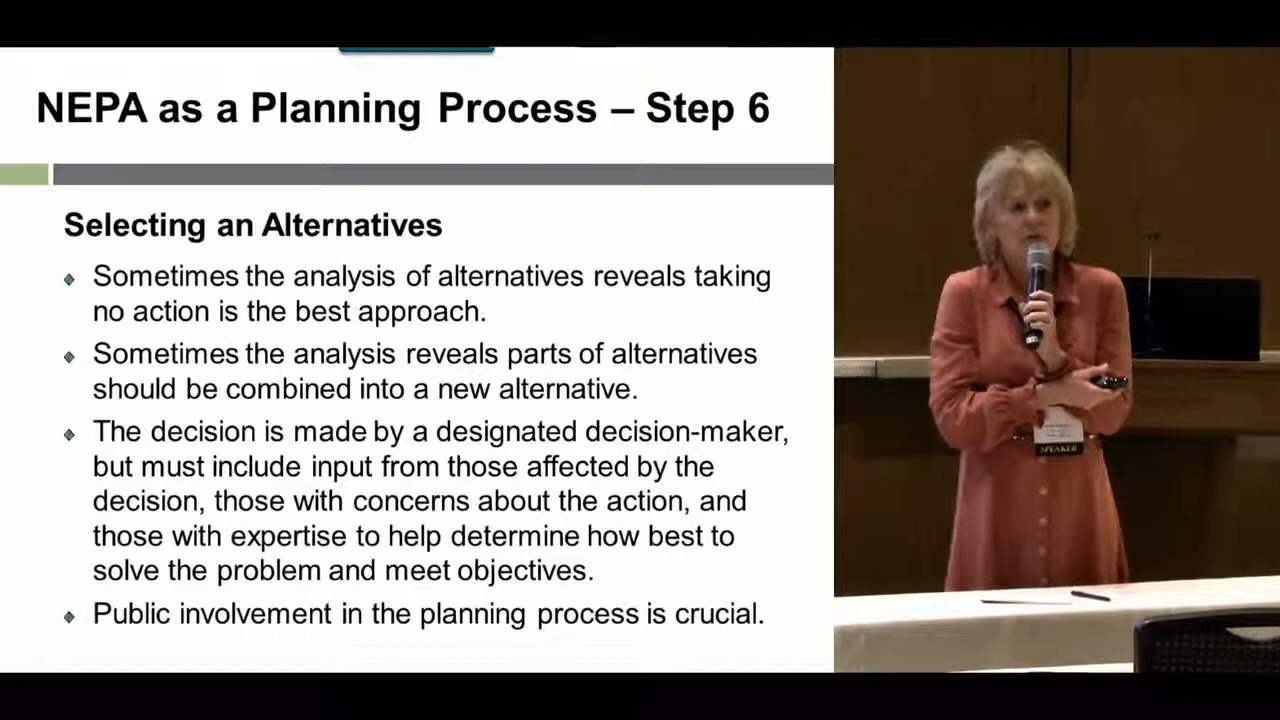 NEPA as a Planning Process – Step 6
Selecting an Alternatives
Sometimes the analysis of alternatives reveals taking
no action is the best approach.
Sometimes the analysis reveals parts of alternatives
should be combined into a new alternative.
The decision is made by a designated decision-maker,
but must include input from those affected by the
decision, those with concerns about the action, and
those with expertise to help determine how best to
solve the problem and meet objectives.
Public involvement in the planning process is crucial.
SPEAKER